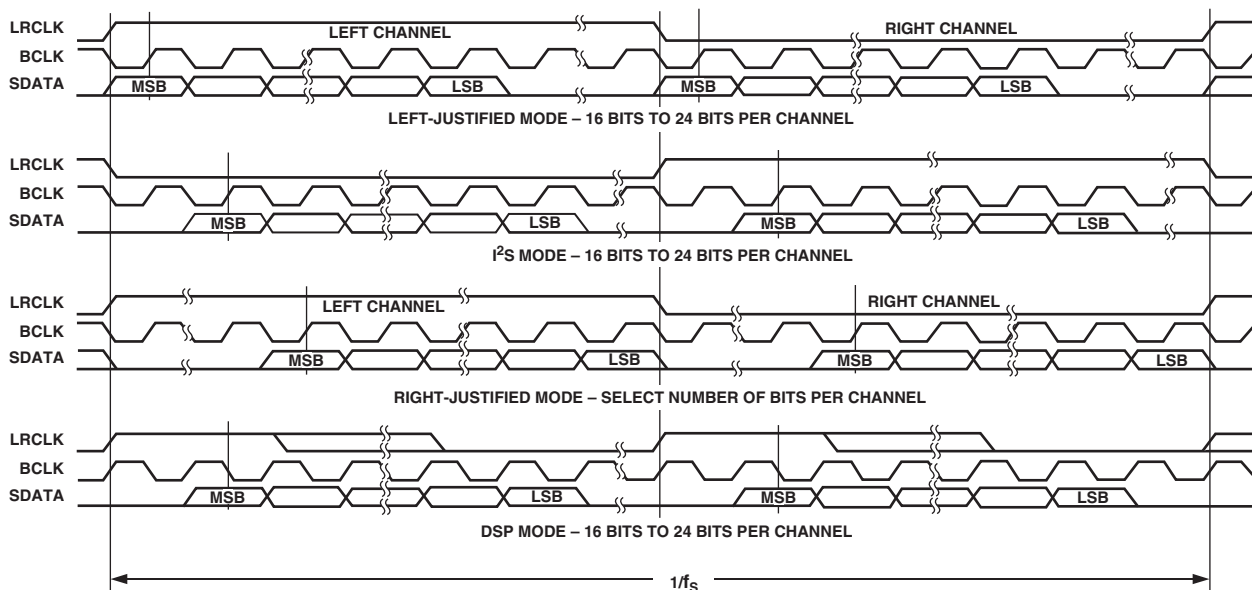 LRCLK
LEFT CHANNEL
RIGHT CHANNEL
BCLK
SDATA
MSB
LSB
MSB
LSB
LEFT-JUSTIFIED MODE – 16 BITS TO 24 BITS PER CHANNEL
LRCLK
BCLK
SDATA
MSB
LSB
MSB
LSB
I²S MODE – 16 BITS TO 24 BITS PER CHANNEL
LRCLK
LEFT CHANNEL
RIGHT CHANNEL
BCLK
SDATA
MSB
LSB
MSB
LSB
RIGHT-JUSTIFIED MODE – SELECT NUMBER OF BITS PER CHANNEL
LRCLK
BCLK
SDATA
MSB
LSB
MSB
LSB
DSP MODE – 16 BITS TO 24 BITS PER CHANNEL
1/fS